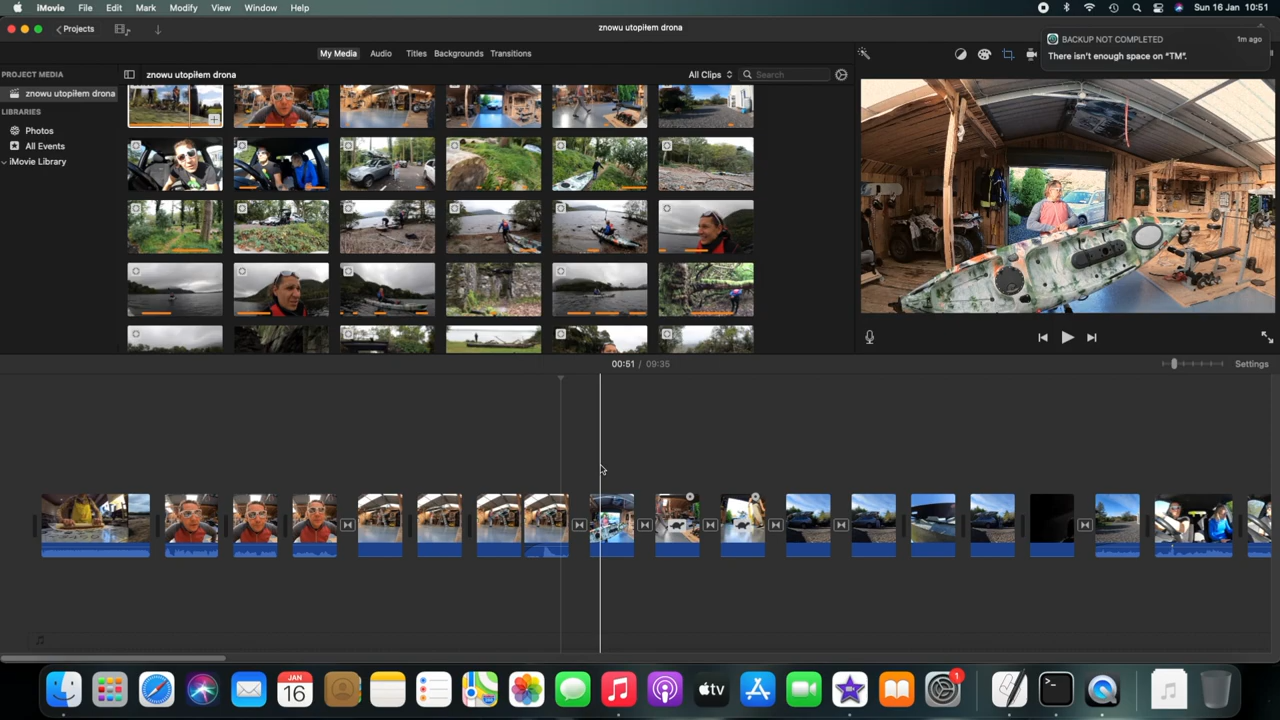 iMovie File Edit Mark Modify View Window Help
Sun 16 Jan 10:51
Projects
znowu utopiłem drona
BACKUP NOT COMPLETED
1m ago
There isn't enough space on "TM".
My Media Audio Titles Backgrounds Transitions
PROJECT MEDIA
znowu utopiłem drona
All Clips
Search
znowu utopiłem drona
LIBRARIES
Photos
All Events
iMovie Library
00:51 / 09:35
Settings
JAN
16
tv
1